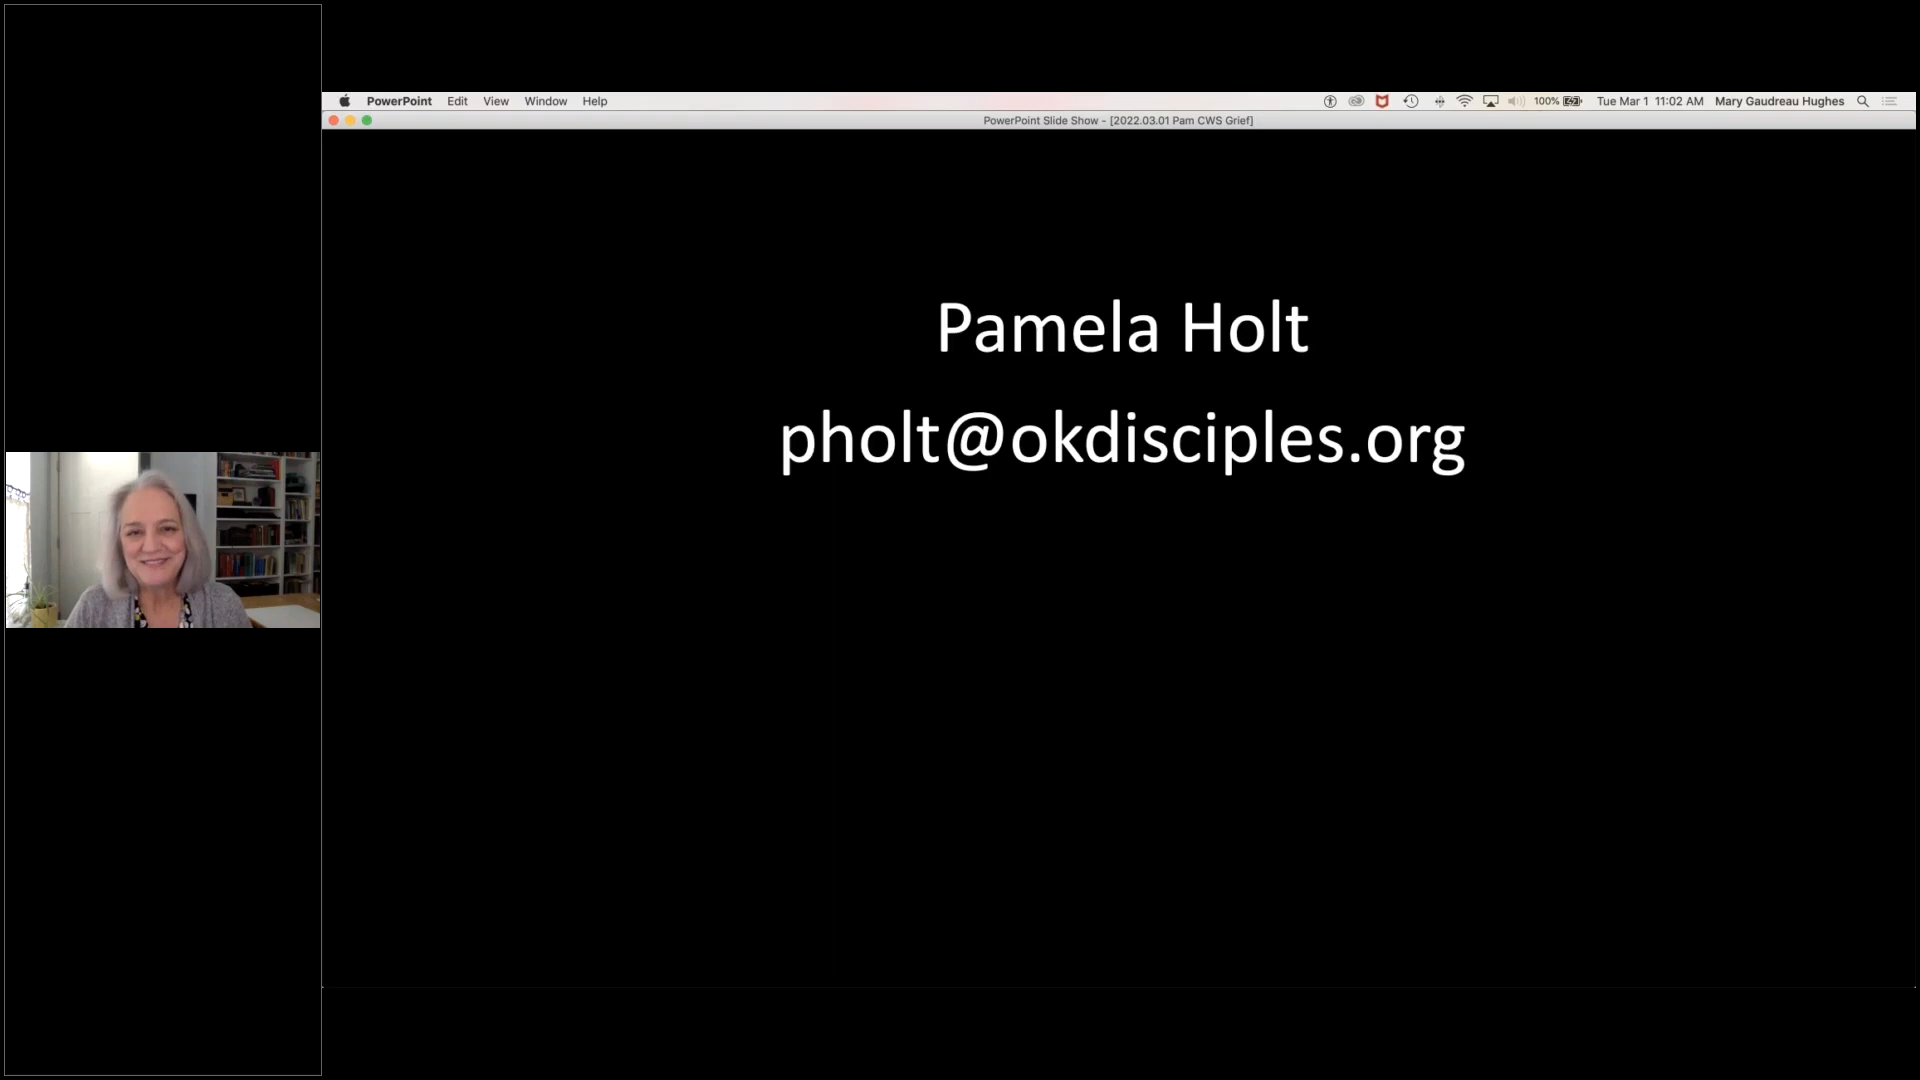 PowerPoint Edit View Window Help 100% Tue Mar 1 11:02 AM Mary Gaudreau Hughes
PowerPoint Slide Show - [2022.03.01 Pam CWS Grief]
Pamela Holt
pholt@okdisciples.org